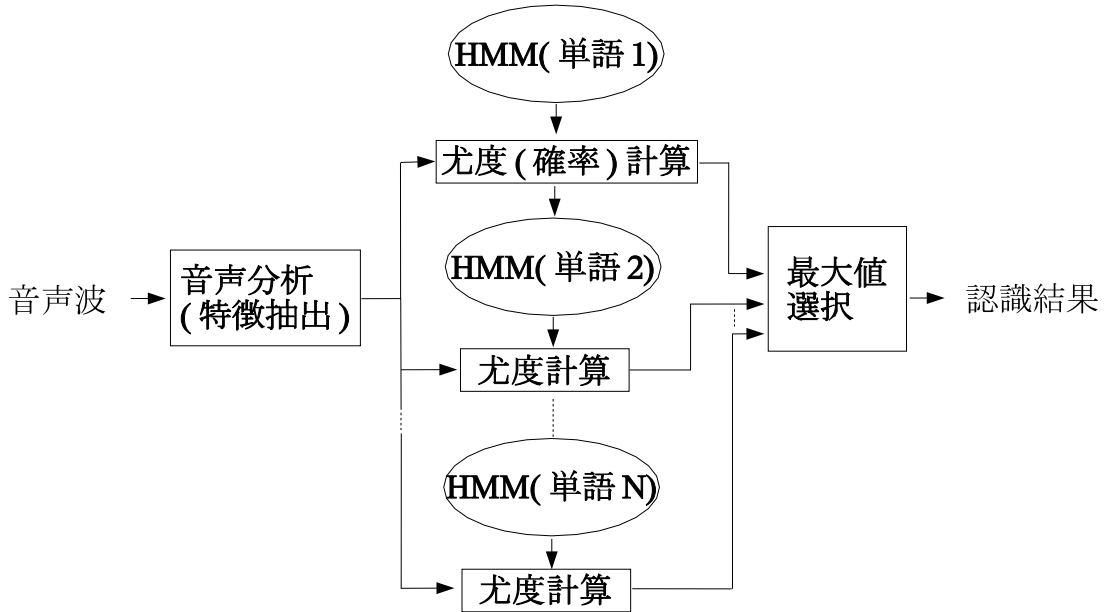 HMM( 単語 1)
尤度 ( 確率 ) 計算
HMM( 単語 2)
音声波
音声分析
( 特徴抽出 )
最大値
選択
認識結果
尤度計算
HMM( 単語 N)
尤度計算